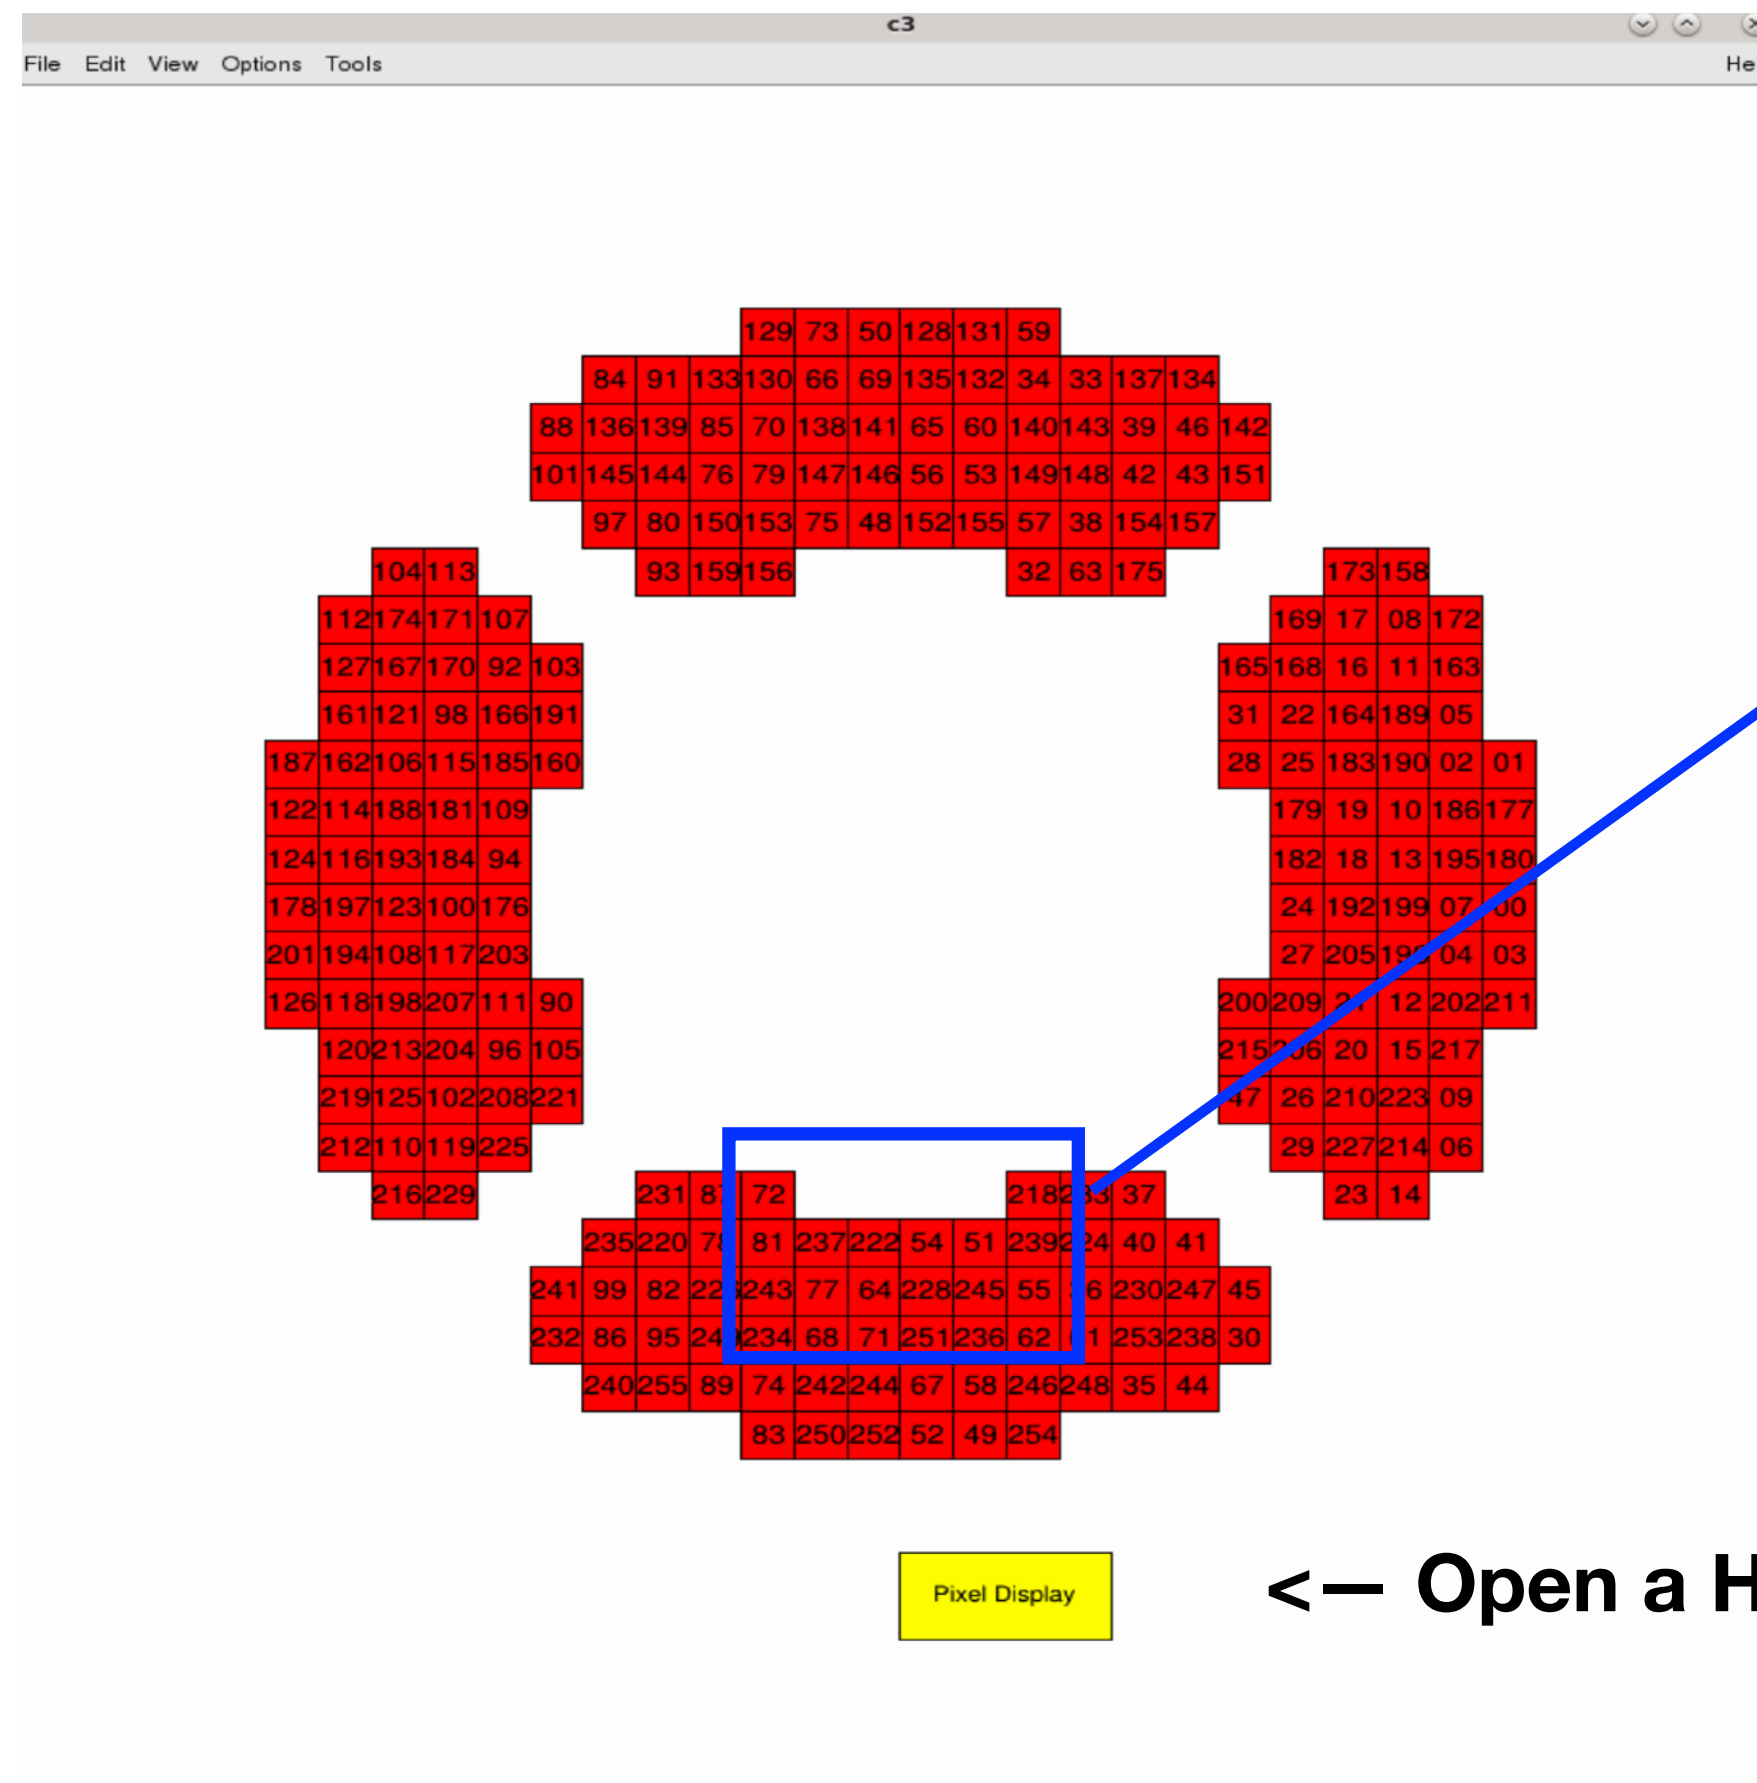 c3
File Edit View Options Tools He
129 73 50 128 131 59
84 91 133 130 66 69 135 132 34 33 137 134
88 136 139 85 70 138 141 65 60 140 143 39 46 142
101 145 144 76 79 147 146 56 53 149 148 42 43 151
97 80 150 153 75 48 152 155 57 38 154 157
104 113 93 159 156 32 63 175 173 158
112 174 171 107 169 17 08 172
127 167 170 92 103 165 168 16 11 163
161 121 98 166 191 31 22 164 189 05
187 162 106 115 185 160 28 25 183 190 02 01
122 114 188 181 109 179 19 10 186 177
124 116 193 184 94 182 18 13 195 180
178 197 123 100 176 24 192 199 07 00
201 194 108 117 203 27 205 04 03
126 118 198 207 111 90 200 209 12 202 211
120 213 204 96 105 215 206 20 15 217
219 125 102 208 221 47 26 210 223 09
212 110 119 225 29 227 214 06
216 229 231 87 72 218 233 37 23 14
235 220 78 81 237 222 54 51 239 224 40 41
241 99 82 226 243 77 64 228 245 55 230 247 45
232 86 95 249 234 68 71 251 236 62 253 238 30
240 255 89 74 242 244 67 58 246 248 35 44
83 250 252 52 49 254
Pixel Display <— Open a H